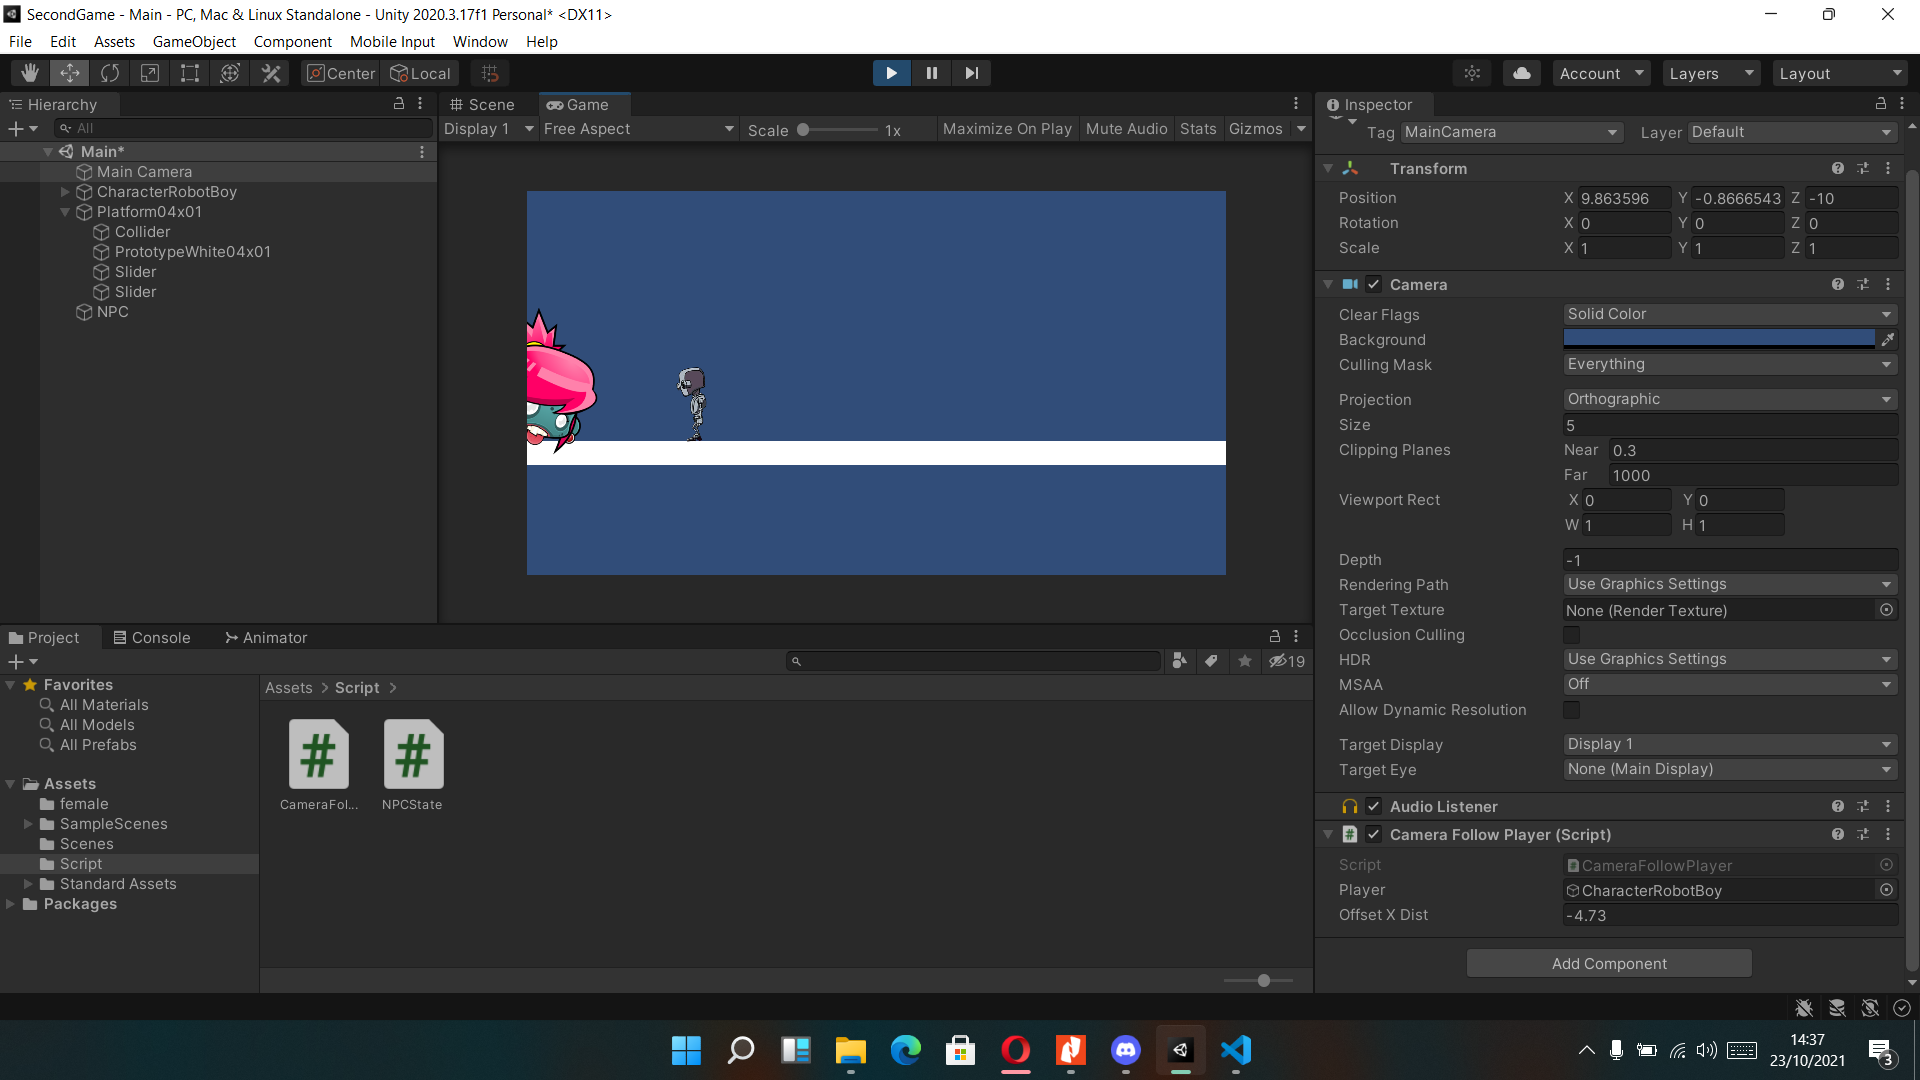 SecondGame - Main - PC, Mac & Linux Standalone - Unity 2020.3.17f1 Personal* <DX11>
File Edit Assets GameObject Component Mobile Input Window Help
Center Local Account Layers Layout
Hierarchy
All
Main*
Main Camera
CharacterRobotBoy
Platform04x01
Collider
PrototypeWhite04x01
Slider
Slider
NPC
Scene Game
Display 1 Free Aspect Scale 1x Maximize On Play Mute Audio Stats Gizmos
Inspector
Tag MainCamera Layer Default
Transform
Position X 9.863596 Y -0.8666543 Z -10
Rotation X 0 Y 0 Z 0
Scale X 1 Y 1 Z 1
Camera
Clear Flags Solid Color
Background
Culling Mask Everything
Projection Orthographic
Size 5
Clipping Planes Near 0.3
Far 1000
Viewport Rect X 0 Y 0
W 1 H 1
Depth -1
Rendering Path Use Graphics Settings
Target Texture None (Render Texture)
Occlusion Culling
HDR Use Graphics Settings
MSAA Off
Allow Dynamic Resolution
Target Display Display 1
Target Eye None (Main Display)
Audio Listener
Camera Follow Player (Script)
Script CameraFollowPlayer
Player CharacterRobotBoy
Offset X Dist -4.73
Add Component
Project Console Animator
19
Favorites
All Materials
All Models
All Prefabs
Assets
female
SampleScenes
Scenes
Script
Standard Assets
Packages
Assets > Script >
CameraFol... NPCState
14:37
23/10/2021
3